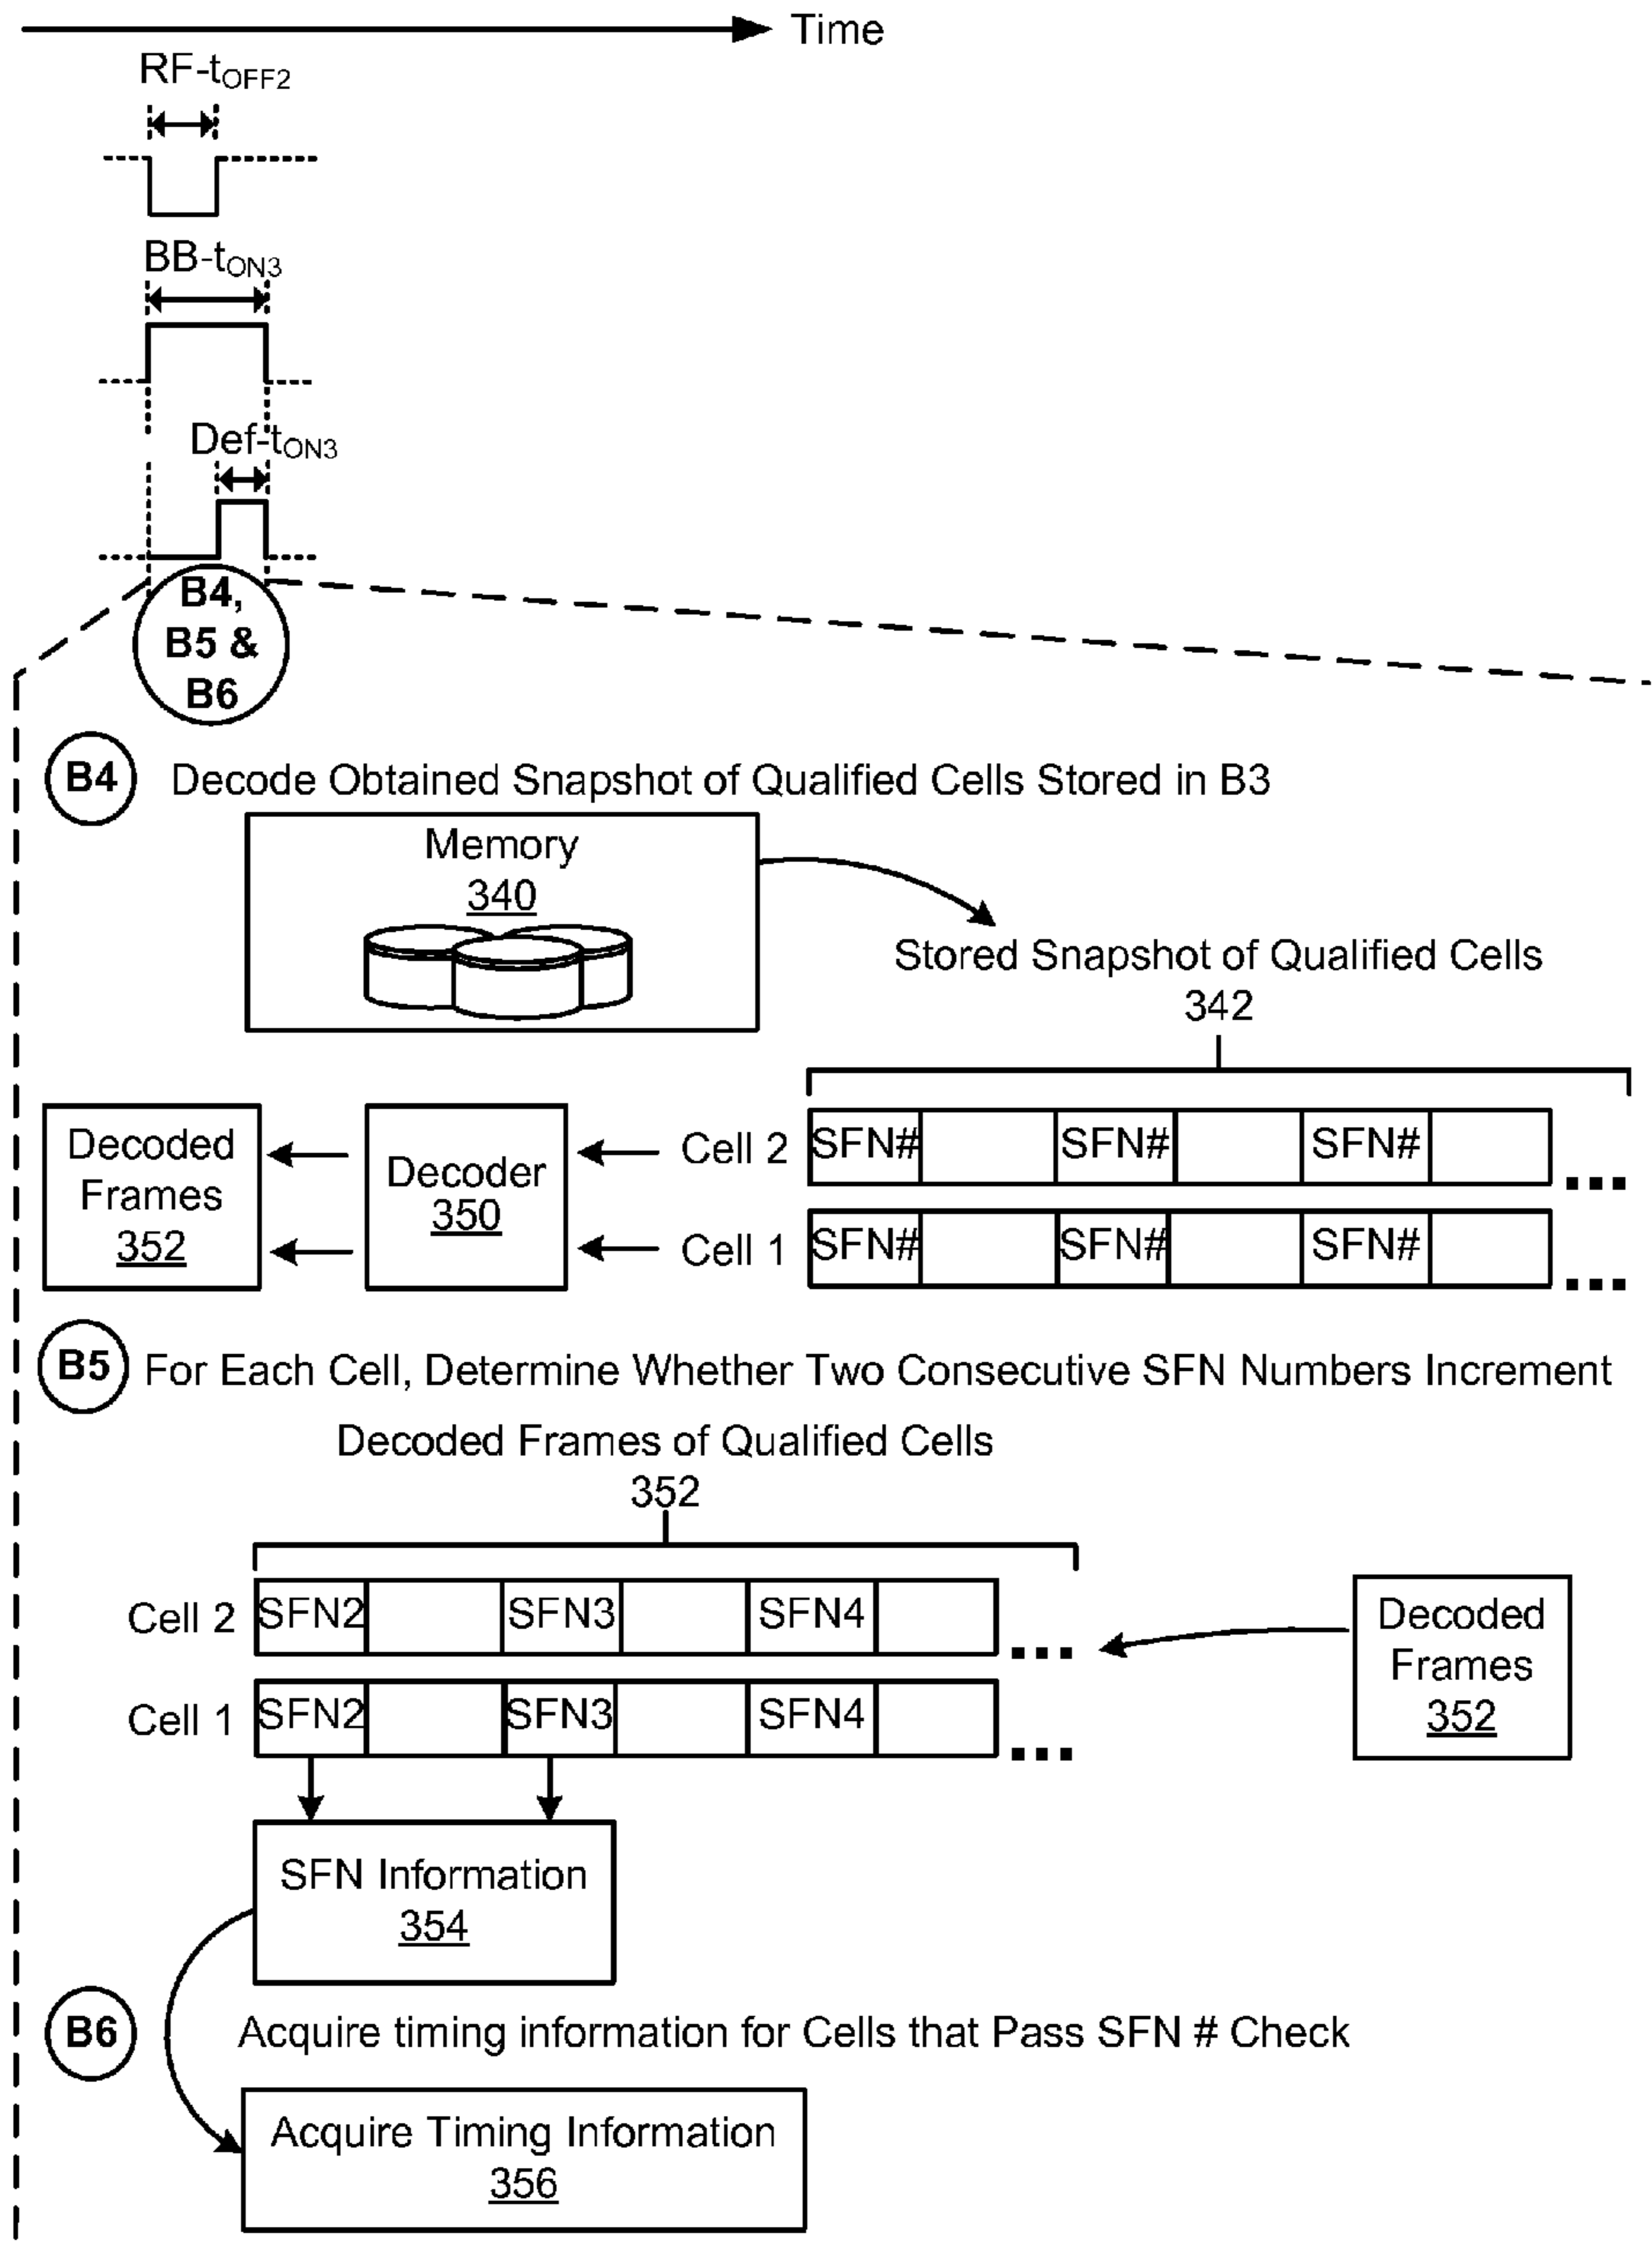 Time
RF-tOFF2
BB-tON3
Def-tON3
B4,
B5 &
B6
B4 Decode Obtained Snapshot of Qualified Cells Stored in B3
Memory
340
Stored Snapshot of Qualified Cells
342
Decoded
Frames
352
Decoder
350
Cell 2 SFN# SFN# SFN# ...
Cell 1 SFN# SFN# SFN# ...
B5 For Each Cell, Determine Whether Two Consecutive SFN Numbers Increment
Decoded Frames of Qualified Cells
352
Cell 2 SFN2 SFN3 SFN4 ...
Cell 1 SFN2 SFN3 SFN4 ...
Decoded
Frames
352
SFN Information
354
B6 Acquire timing information for Cells that Pass SFN # Check
Acquire Timing Information
356